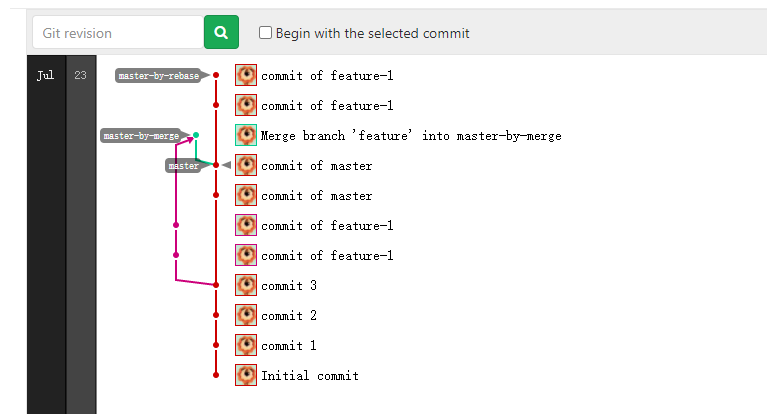 Git revision
Begin with the selected commit
Jul 23
master-by-rebase commit of feature-1
commit of feature-1
master-by-merge Merge branch 'feature' into master-by-merge
master commit of master
commit of master
commit of feature-1
commit of feature-1
commit 3
commit 2
commit 1
Initial commit